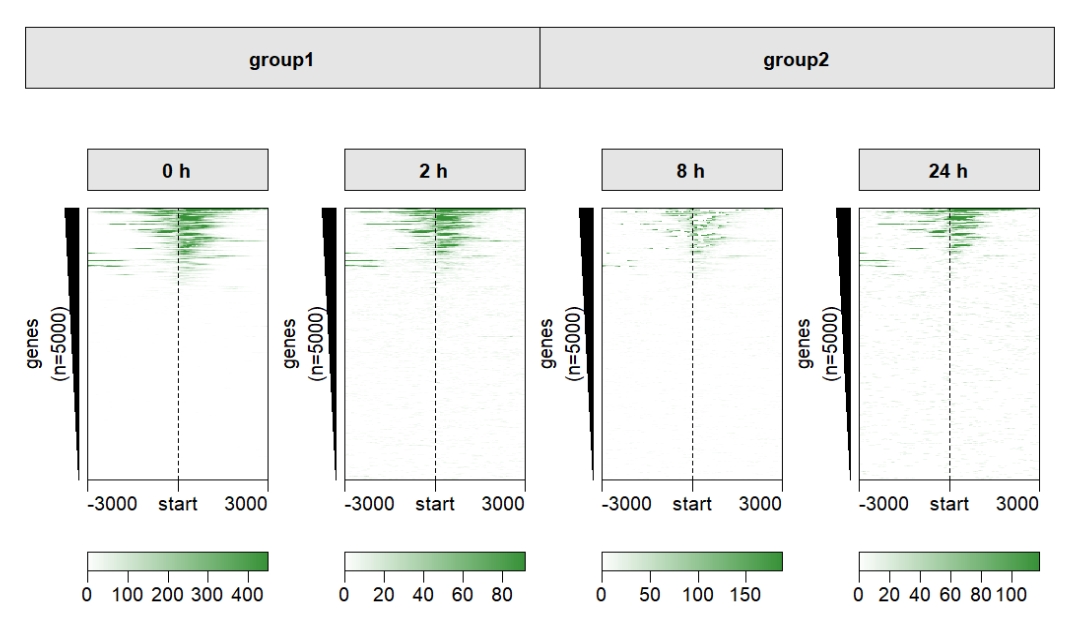 group1 group2
0 h 2 h 8 h 24 h
genes genes genes genes
(n=5000) (n=5000) (n=5000) (n=5000)
-3000 start 3000 -3000 start 3000 -3000 start 3000 -3000 start 3000
0 100 200 300 400 0 20 40 60 80 0 50 100 150 0 20 40 60 80 100